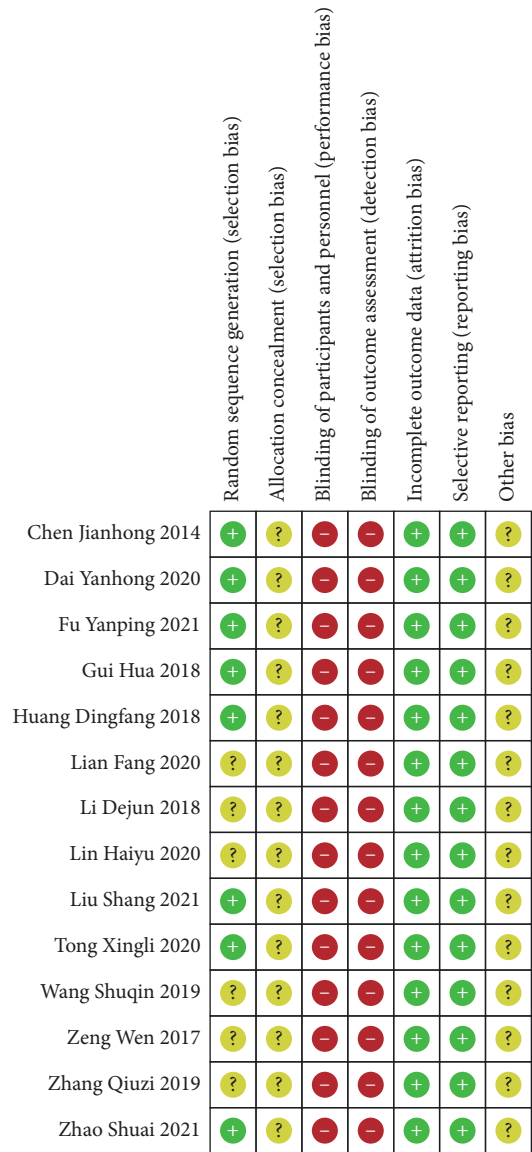 Random sequence generation (selection bias)
Allocation concealment (selection bias)
Blinding of participants and personnel (performance bias)
Blinding of outcome assessment (detection bias)
Incomplete outcome data (attrition bias)
Selective reporting (reporting bias)
Other bias
Chen Jianhong 2014 + ? – – + + ?
Dai Yanhong 2020 + ? – – + + ?
Fu Yanping 2021 + ? – – + + ?
Gui Hua 2018 + ? – – + + ?
Huang Dingfang 2018 + ? – – + + ?
Lian Fang 2020 ? ? – – + + ?
Li Dejun 2018 ? ? – – + + ?
Lin Haiyu 2020 ? ? – – + + ?
Liu Shang 2021 + ? – – + + ?
Tong Xingli 2020 + ? – – + + ?
Wang Shuqin 2019 ? ? – – + + ?
Zeng Wen 2017 ? ? – – + + ?
Zhang Qiuzi 2019 ? ? – – + + ?
Zhao Shuai 2021 + ? – – + + ?